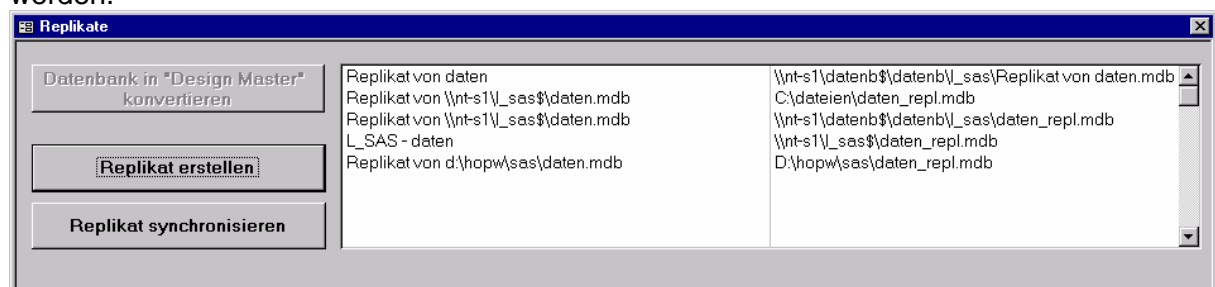 werden.
Replikate
Datenbank in "Design Master"
konvertieren
Replikat erstellen
Replikat synchronisieren
Replikat von daten \\nt-s1\datenb$\datenb\l_sas\Replikat von daten.mdb
Replikat von \\nt-s1\l_sas$\daten.mdb C:\dateien\daten_repl.mdb
Replikat von \\nt-s1\l_sas$\daten.mdb \\nt-s1\datenb$\datenb\l_sas\daten_repl.mdb
L_SAS - daten \\nt-s1\l_sas$\daten_repl.mdb
Replikat von d:\hopw\sas\daten.mdb D:\hopw\sas\daten_repl.mdb